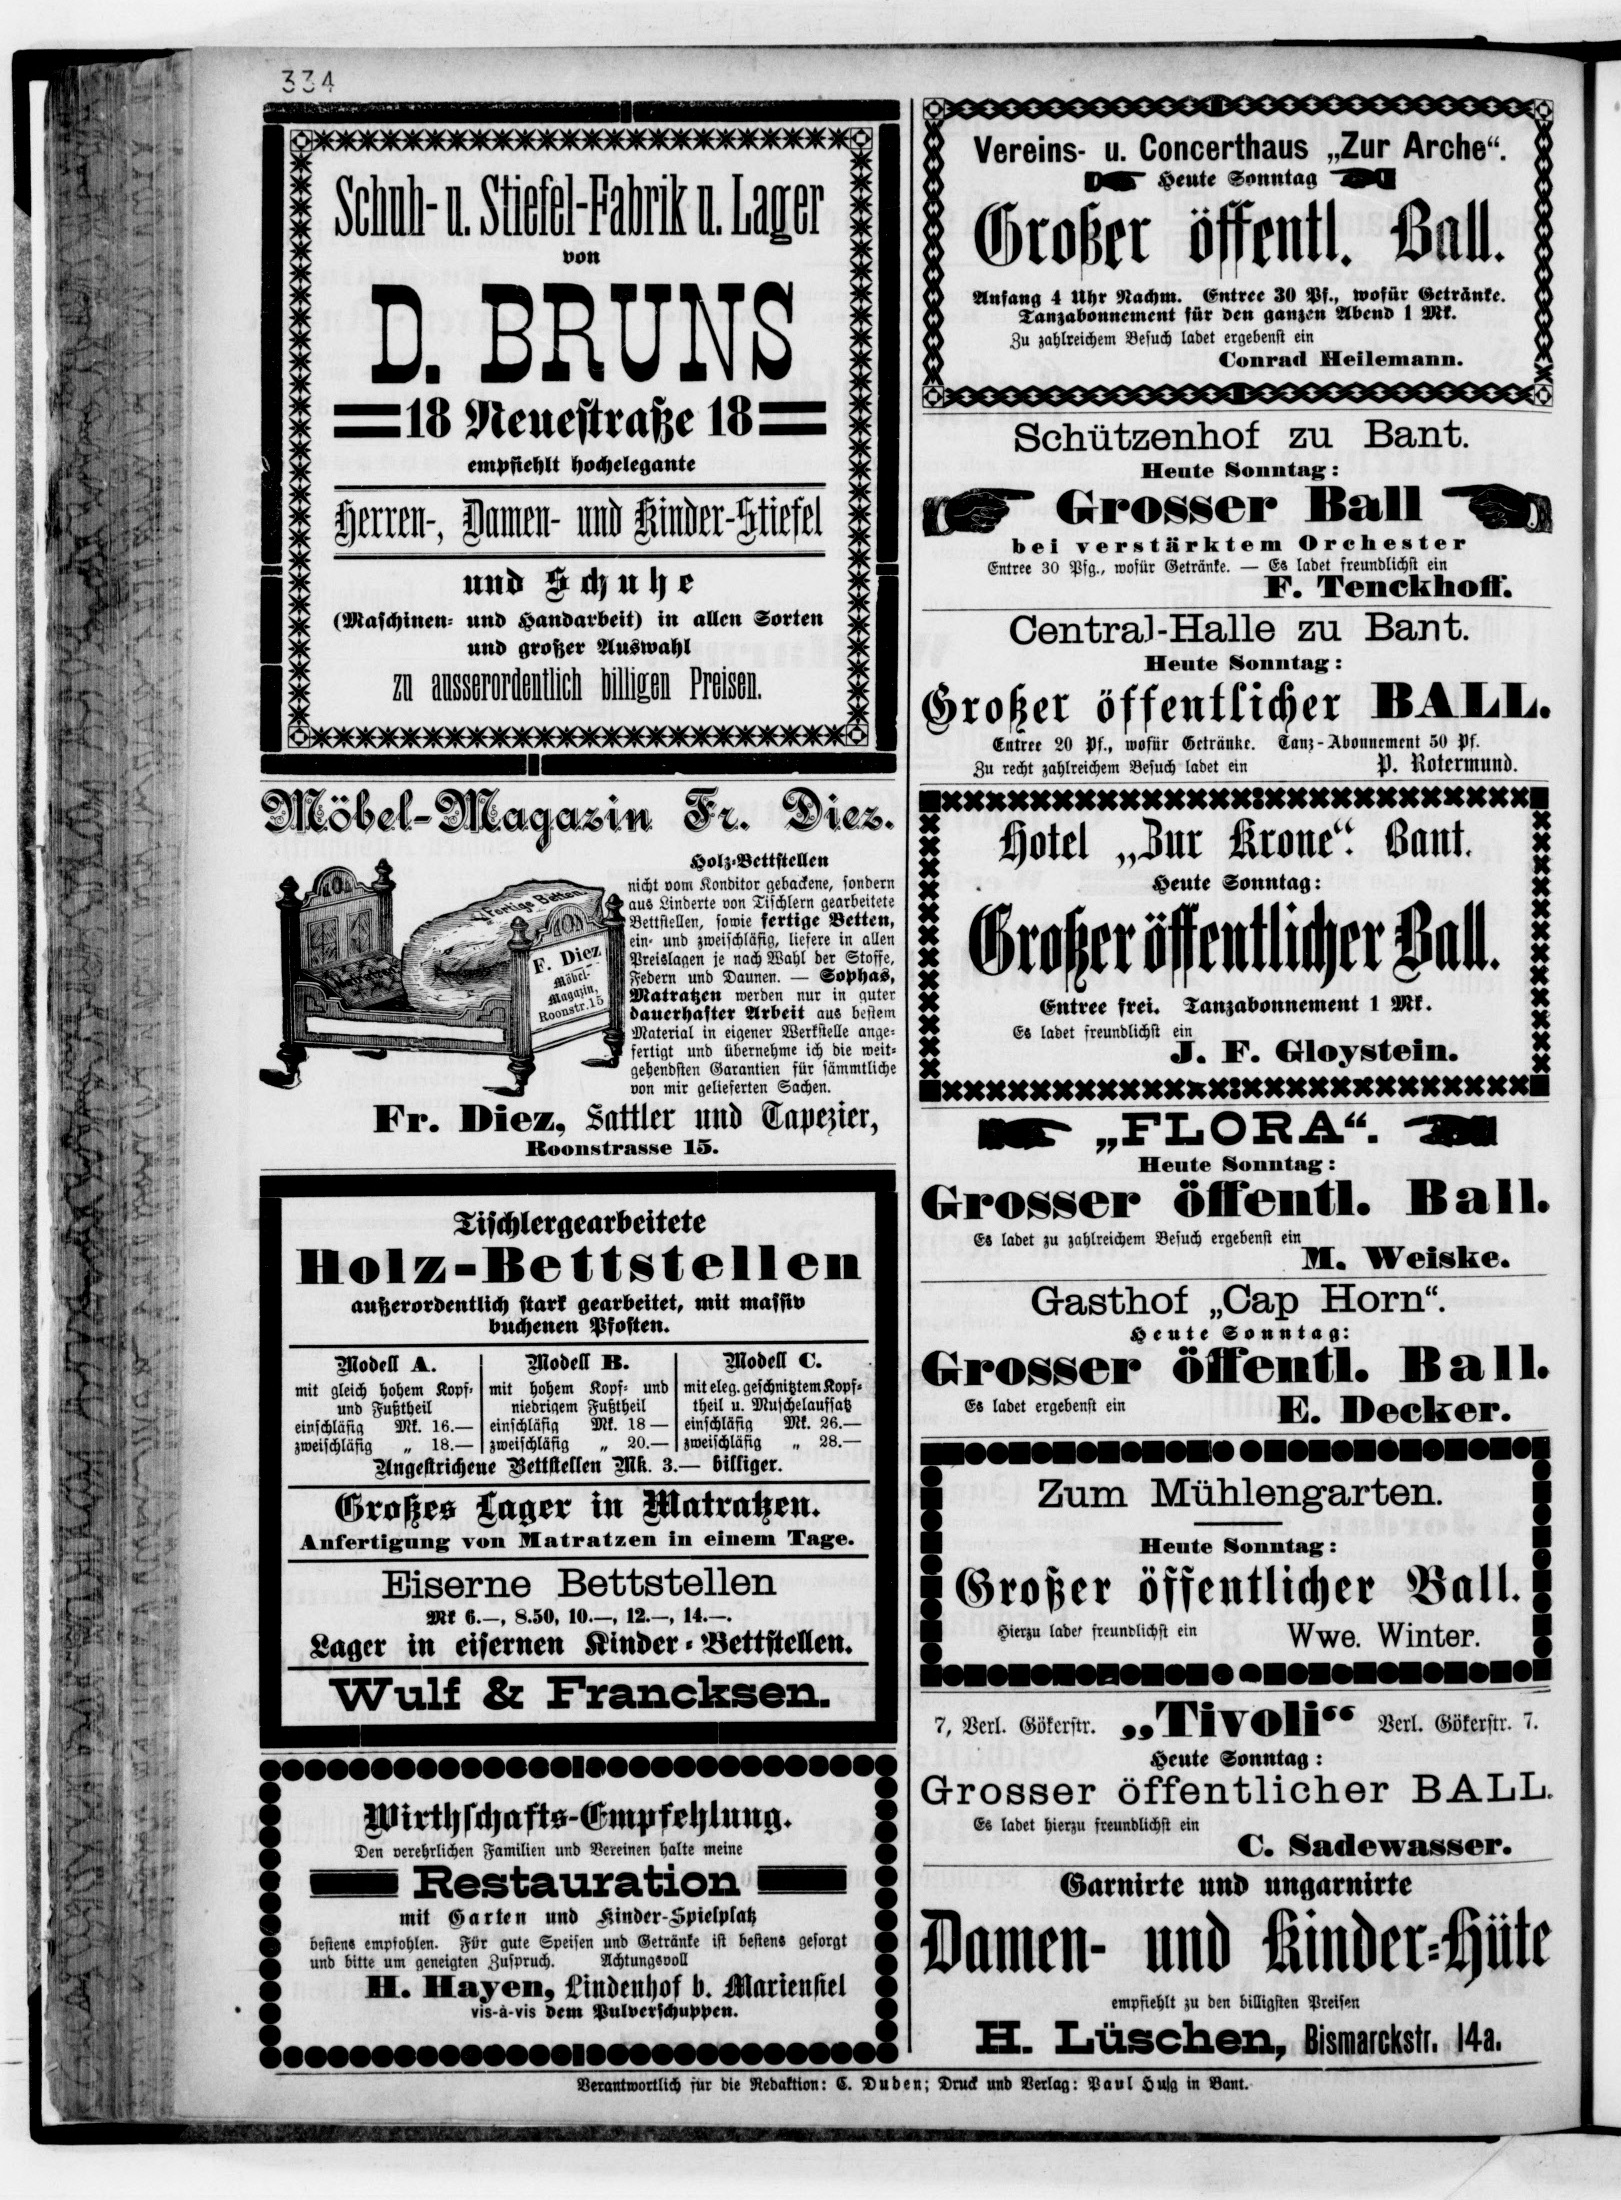 334
Schuh- u. Stiefel-Fabrik u. Lager
von
D. BRUNS
18 Neuestraße 18
empfiehlt hochelegante
Herren-, Damen- und Kinder-Stiefel
und Schuhe
(Maschinen- und Handarbeit) in allen Sorten
und großer Auswahl
zu ausserordentlich billigen Preisen.
Möbel-Magazin Fr. Diez.
Fertige Betten.
Matratzen
F. Diez
Möbel-
Magazin,
Roonstr. 15
Holz-Bettstellen
nicht vom Konditor gebackene, sondern
aus Linderte von Tischlern gearbeitete
Bettstellen, sowie fertige Betten,
ein- und zweischläfig, liefere in allen
Preislagen je nach Wahl der Stoffe,
Federn und Daunen. — Sophas,
Matratzen werden nur in guter
dauerhafter Arbeit aus bestem
Material in eigener Werkstelle ange-
fertigt und übernehme ich die weit-
gehendsten Garantien für sämmtliche
von mir gelieferten Sachen.
Fr. Diez, Sattler und Tapezier,
Roonstrasse 15.
Tischlergearbeitete
Holz-Bettstellen
außerordentlich stark gearbeitet, mit massiv
buchenen Pfosten.
Modell A.
mit gleich hohem Kopf-
und Fußtheil
einschläfig Mk. 16.—
zweischläfig „ 18.—
Modell B.
mit hohem Kopf- und
niedrigem Fußtheil
einschläfig Mk. 18—
zweischläfig „ 20.—
Modell C.
mit eleg. geschnitztem Kopf-
theil u. Muschelaufsatz
einschläfig Mk. 26.—
zweischläfig „ 28.—
Angestrichene Bettstellen Mk. 3.— billiger.
Großes Lager in Matratzen.
Anfertigung von Matratzen in einem Tage.
Eiserne Bettstellen
Mk 6.—, 8.50, 10.—, 12.—, 14.—.
Lager in eisernen Kinder-Bettstellen.
Wulf & Francksen.
Wirthschafts-Empfehlung.
Den verehrlichen Familien und Vereinen halte meine
Restauration
mit Garten und Kinder-Spielplatz
bestens empfohlen. Für gute Speisen und Getränke ist bestens gesorgt
und bitte um geneigten Zuspruch. Achtungsvoll
H. Hayen, Lindenhof b. Mariensiel
vis-à-vis dem Pulverschuppen.
Vereins- u. Concerthaus „Zur Arche“.
Heute Sonntag
Großer öffentl. Ball.
Anfang 4 Uhr Nachm. Entree 30 Pf., wofür Getränke.
Tanzabonnement für den ganzen Abend 1 Mk.
Zu zahlreichem Besuch ladet ergebenst ein
Conrad Heilemann.
Schützenhof zu Bant.
Heute Sonntag:
Grosser Ball
bei verstärktem Orchester
Entree 30 Pfg., wofür Getränke. — Es ladet freundlichst ein
F. Tenckhoff.
Central-Halle zu Bant.
Heute Sonntag:
Großer öffentlicher BALL.
Entree 20 Pf., wofür Getränke. Tanz-Abonnement 50 Pf.
Zu recht zahlreichem Besuch ladet ein P. Rotermund.
Hotel „Zur Krone“. Bant.
Heute Sonntag:
Großer öffentlicher Ball.
Entree frei. Tanzabonnement 1 Mk.
Es ladet freundlichst ein
J. F. Gloystein.
„FLORA“.
Heute Sonntag:
Grosser öffentl. Ball.
Es ladet zu zahlreichem Besuch ergebenst ein
M. Weiske.
Gasthof „Cap Horn“.
Heute Sonntag:
Grosser öffentl. Ball.
Es ladet ergebenst ein
E. Decker.
Zum Mühlengarten.
Heute Sonntag:
Großer öffentlicher Ball.
Hierzu ladet freundlichst ein Wwe. Winter.
7, Verl. Gökerstr. „Tivoli“ Verl. Gökerstr. 7.
Heute Sonntag:
Grosser öffentlicher BALL.
Es ladet hierzu freundlichst ein
C. Sadewasser.
Garnirte und ungarnirte
Damen- und Kinder-Hüte
empfiehlt zu den billigsten Preisen
H. Lüschen, Bismarckstr. 14a.
Verantwortlich für die Redaktion: C. Duben; Druck und Verlag: Paul Hug in Bant.